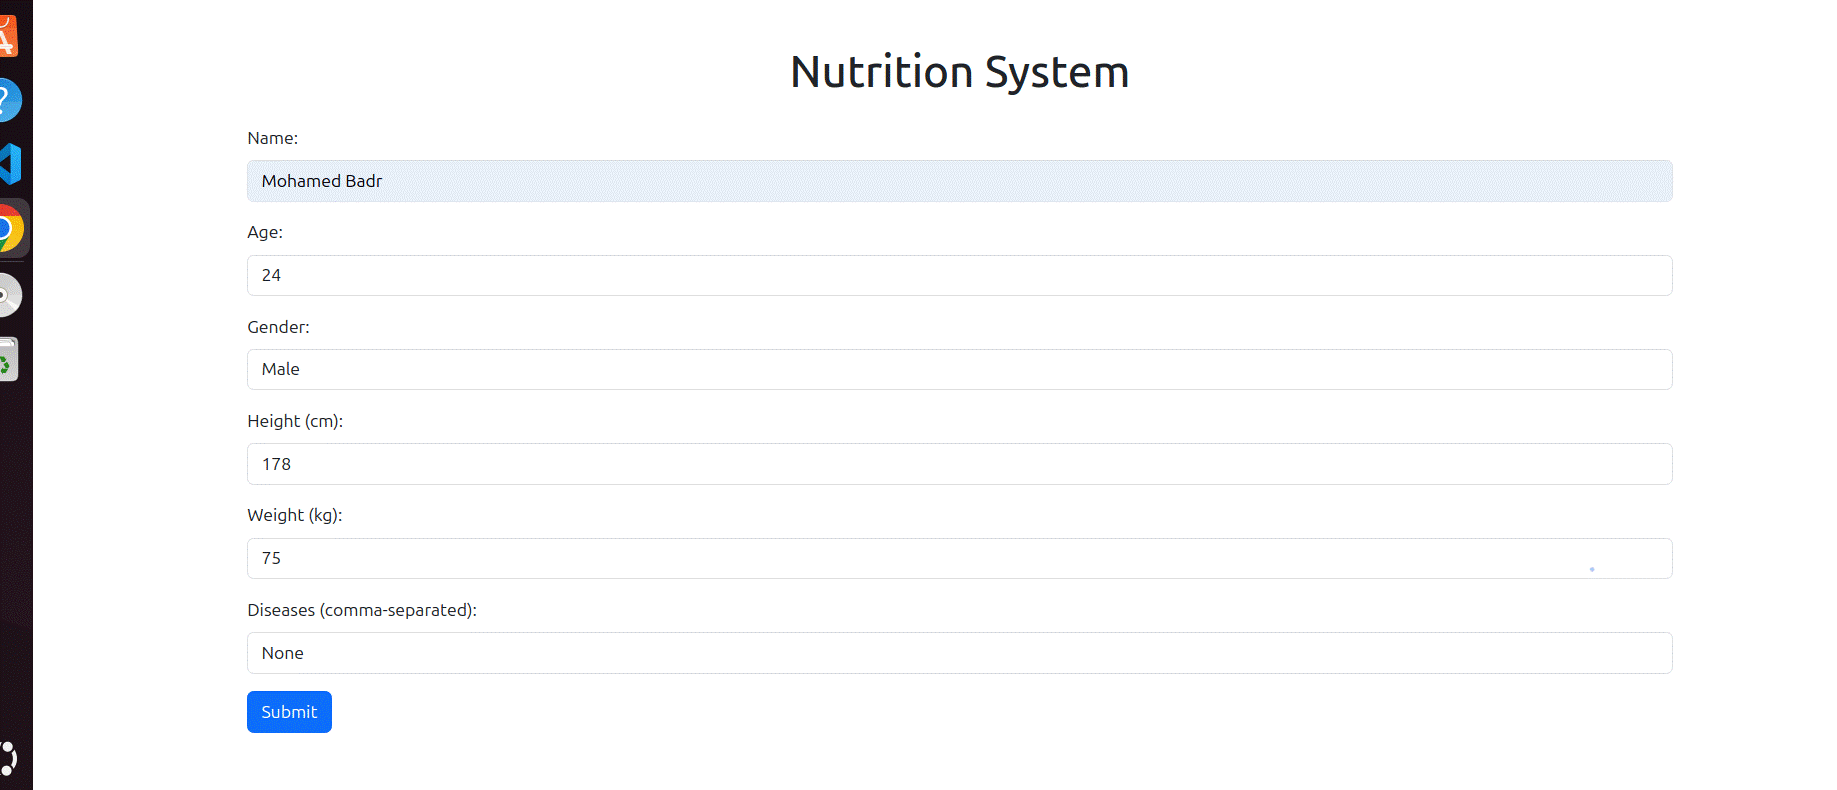 Nutrition System
Name:
Mohamed Badr
Age:
24
Gender:
Male
Height (cm):
178
Weight (kg):
75
Diseases (comma-separated):
None
Submit